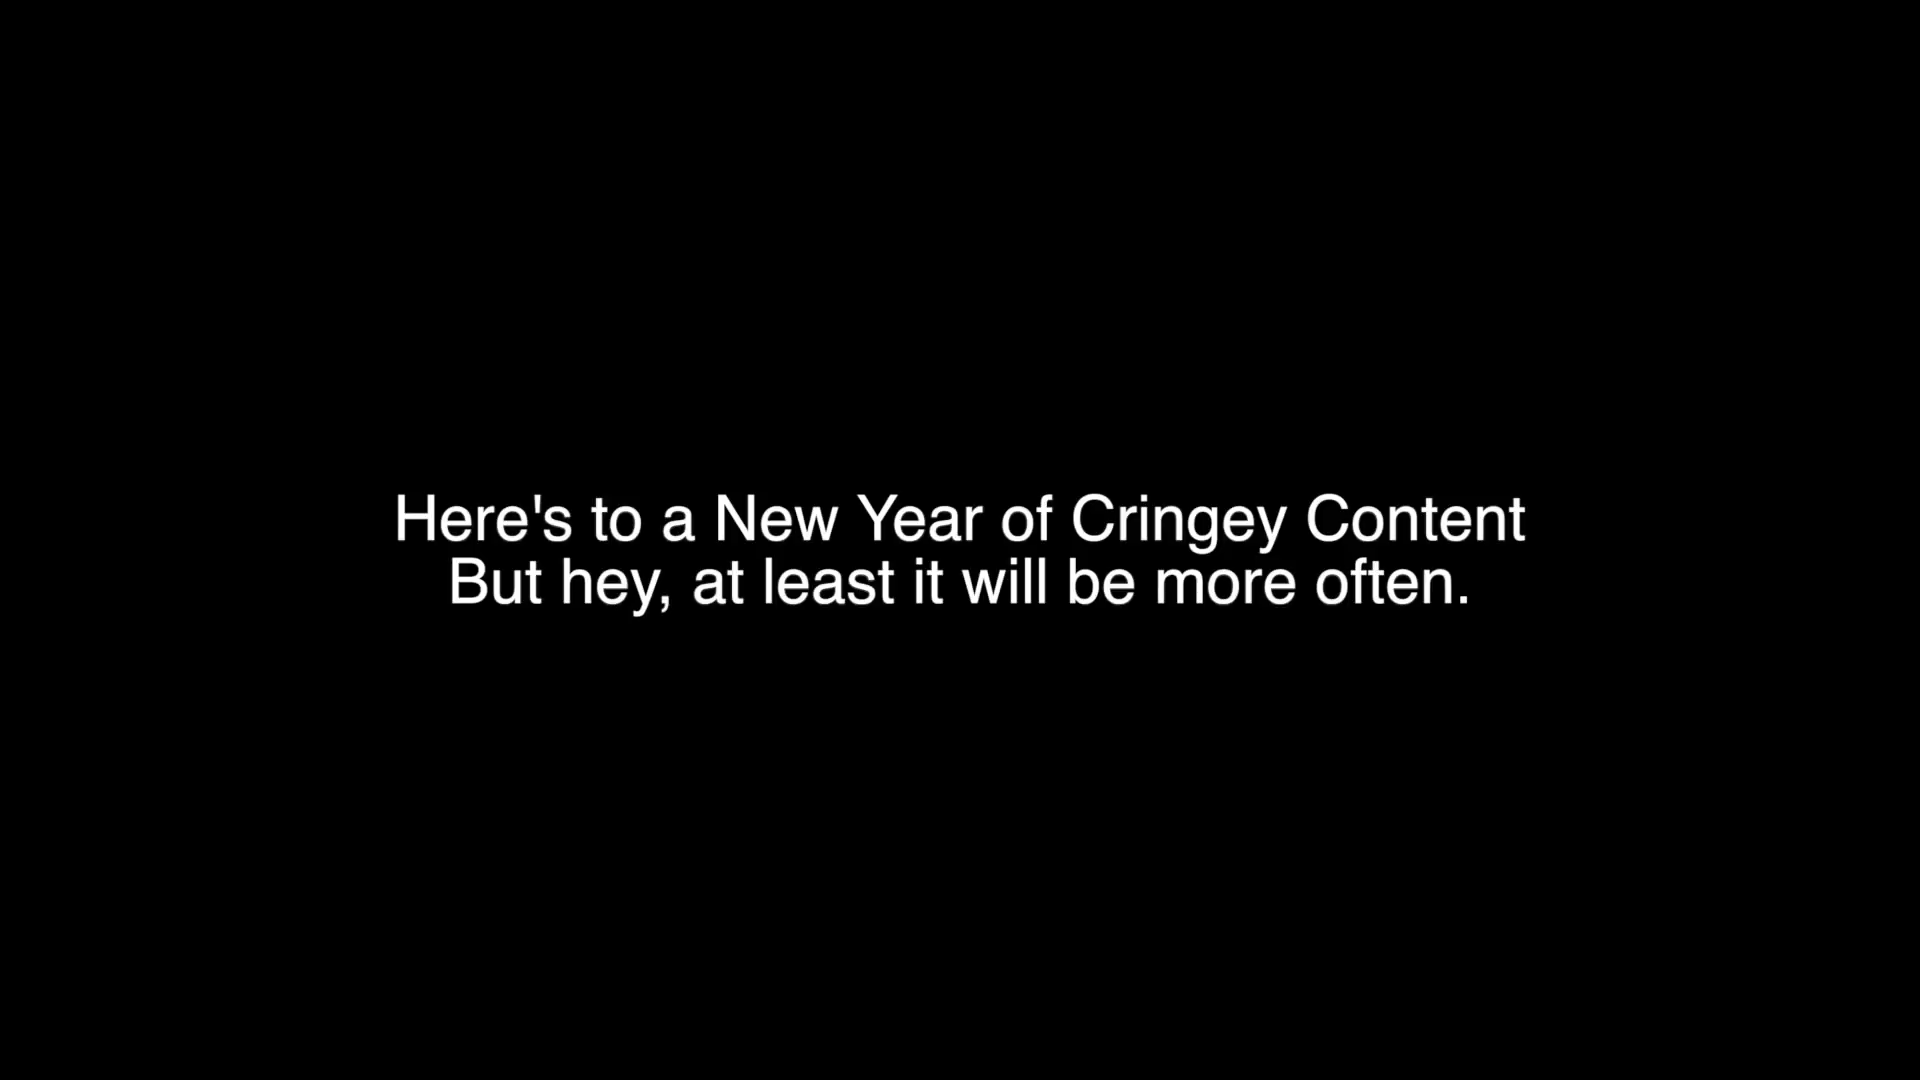 Here's to a New Year of Cringey Content
But hey, at least it will be more often.